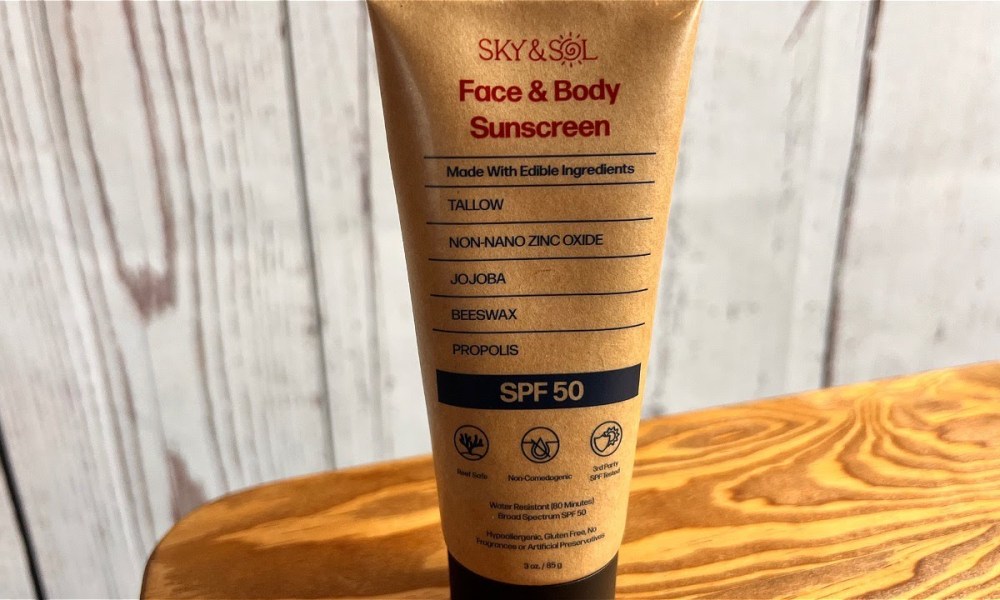 SKY&SOL
Face & Body
Sunscreen
Made With Edible Ingredients
TALLOW
NON-NANO ZINC OXIDE
JOJOBA
BEESWAX
PROPOLIS
SPF 50
Reef Safe
Non-Comedogenic
3rd Party
SPF Tested
Water Resistant (80 Minutes)
Broad Spectrum SPF 50
Hypoallergenic, Gluten Free, No
Fragrances or Artificial Preservatives
3 oz. / 85 g